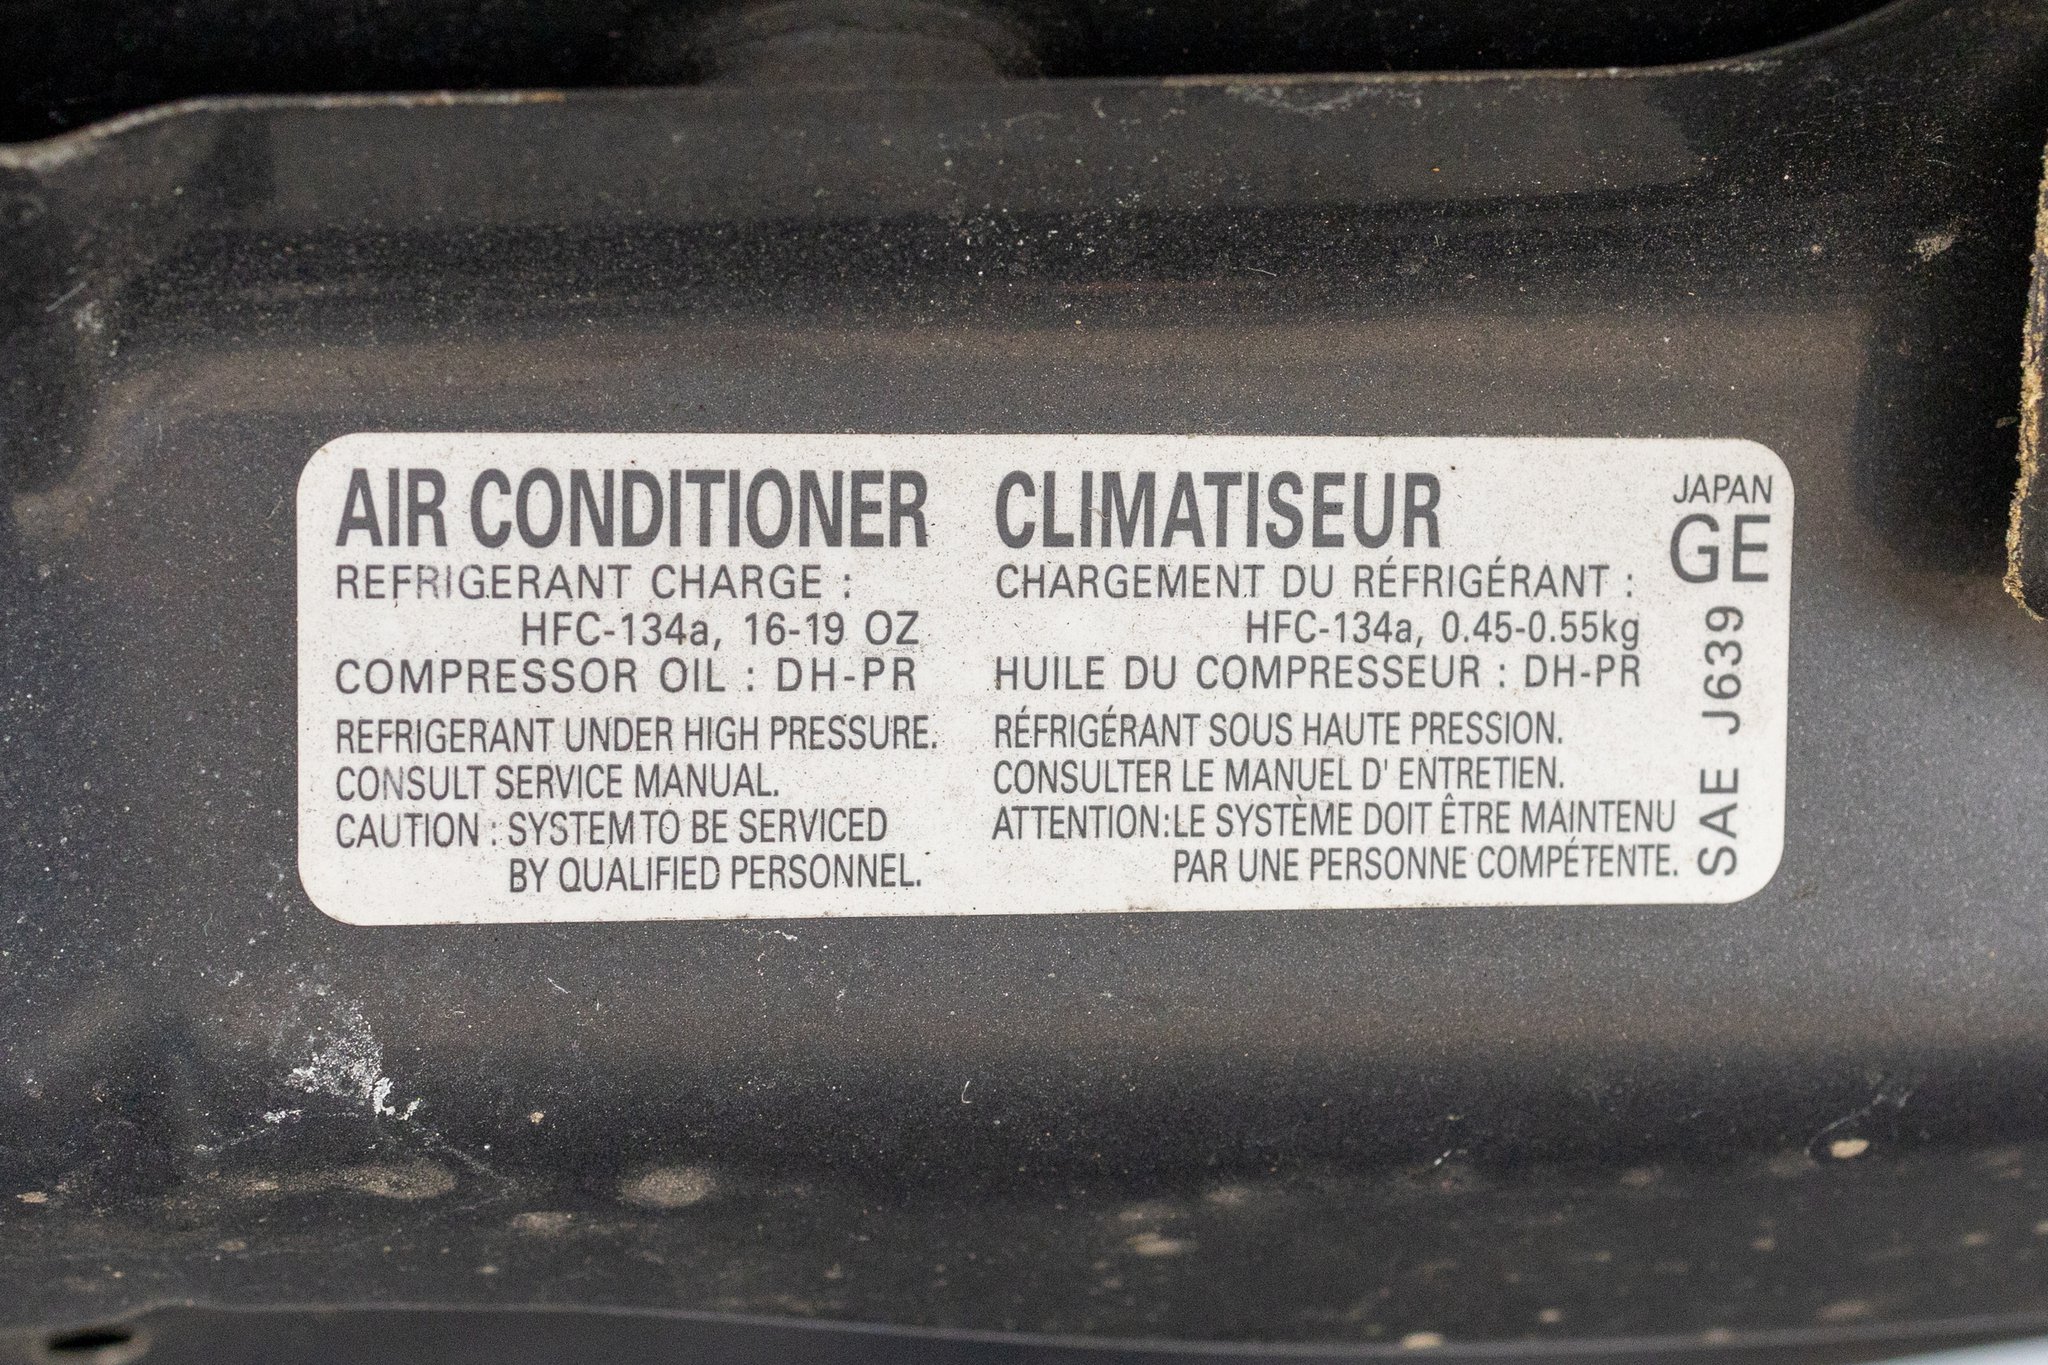 AIR CONDITIONER
REFRIGERANT CHARGE :
HFC-134a, 16-19 OZ
COMPRESSOR OIL : DH-PR
REFRIGERANT UNDER HIGH PRESSURE.
CONSULT SERVICE MANUAL.
CAUTION : SYSTEM TO BE SERVICED
BY QUALIFIED PERSONNEL.
CLIMATISEUR
CHARGEMENT DU RÉFRIGÉRANT :
HFC-134a, 0.45-0.55kg
HUILE DU COMPRESSEUR : DH-PR
RÉFRIGÉRANT SOUS HAUTE PRESSION.
CONSULTER LE MANUEL D' ENTRETIEN.
ATTENTION:LE SYSTÈME DOIT ÊTRE MAINTENU
PAR UNE PERSONNE COMPÉTENTE.
JAPAN
GE
SAE J639